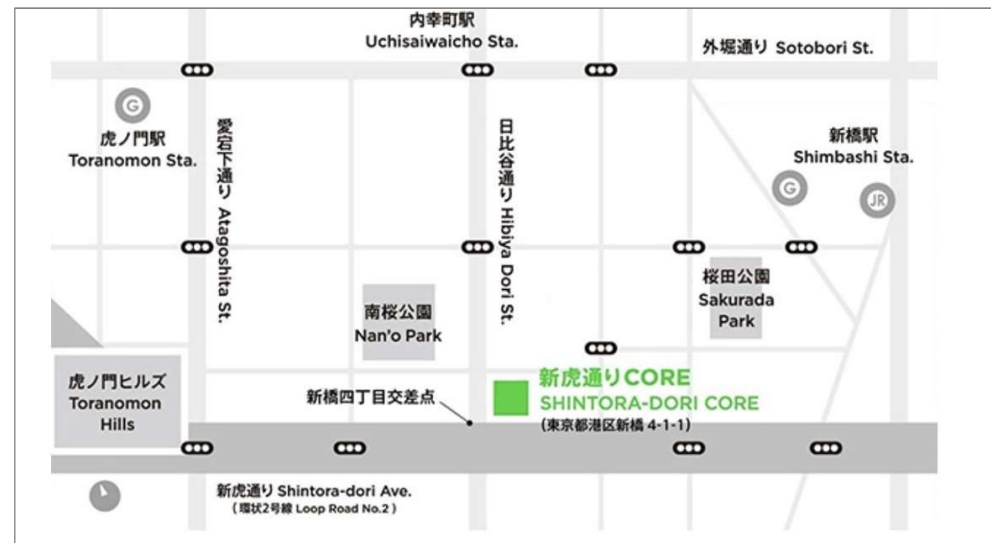 内幸町駅
Uchisaiwaicho Sta.
外堀通り Sotobori St.
G
虎ノ門駅
Toranomon Sta.
愛宕下通り Atagoshita St.
日比谷通り Hibiya Dori St.
新橋駅
Shimbashi Sta.
G
JR
桜田公園
Sakurada
Park
南桜公園
Nan'o Park
虎ノ門ヒルズ
Toranomon
Hills
新橋四丁目交差点
新虎通りCORE
SHINTORA-DORI CORE
(東京都港区新橋 4-1-1)
新虎通り Shintora-dori Ave.
(環状2号線 Loop Road No.2)